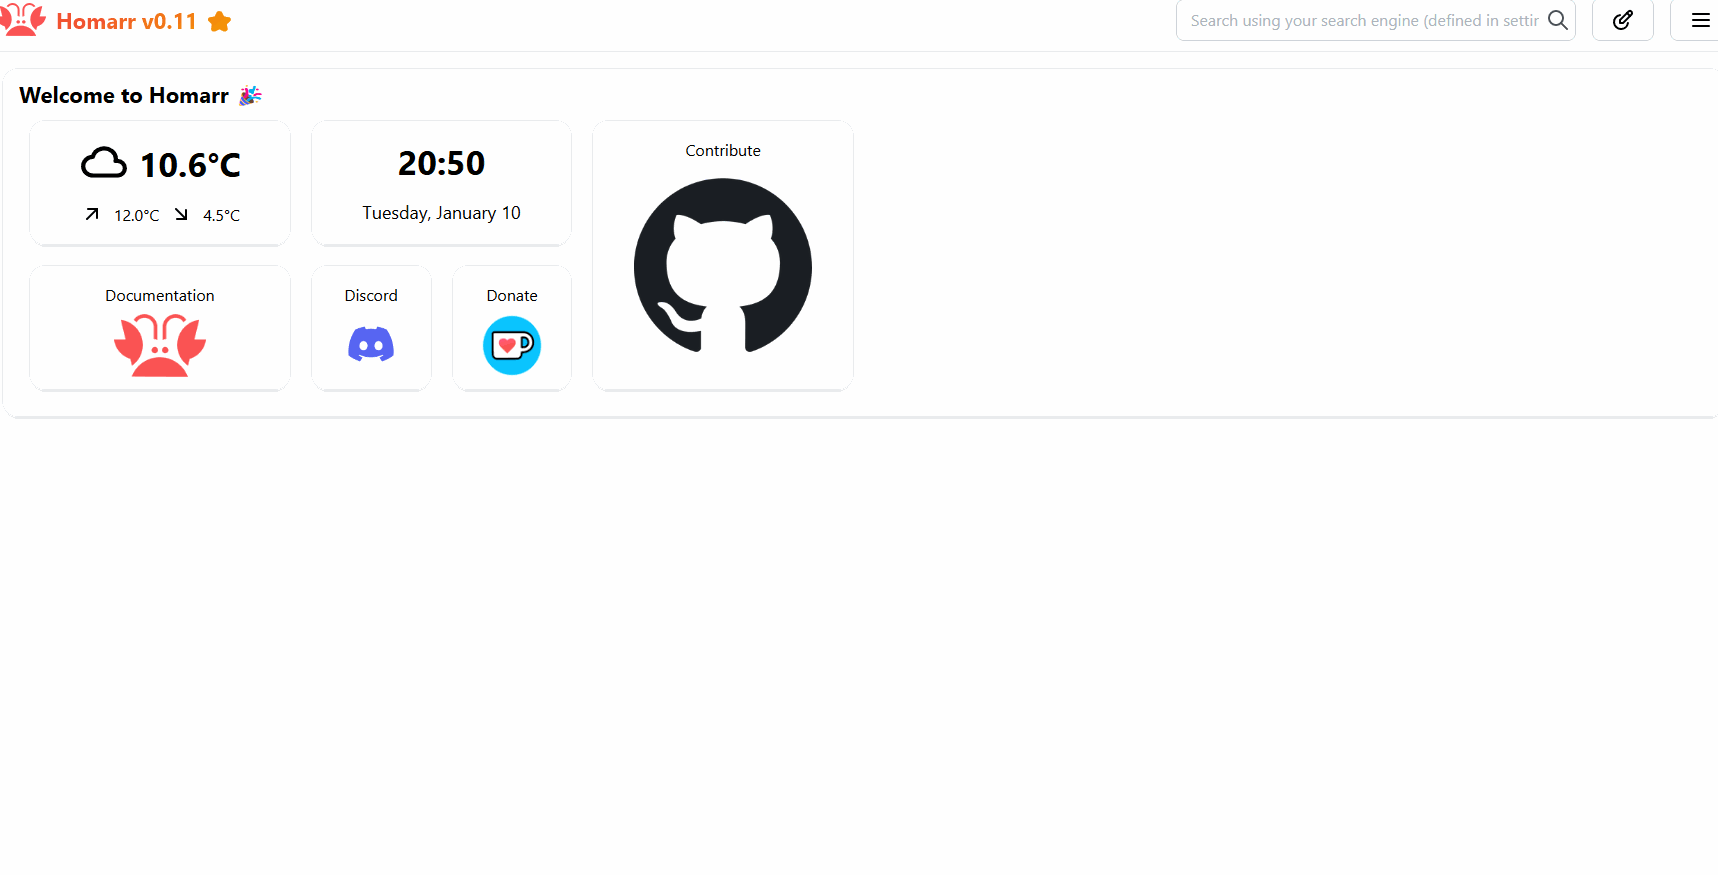 Homarr v0.11
Search using your search engine (defined in settir
Welcome to Homarr
10.6°C
12.0°C 4.5°C
20:50
Tuesday, January 10
Contribute
Documentation
Discord
Donate